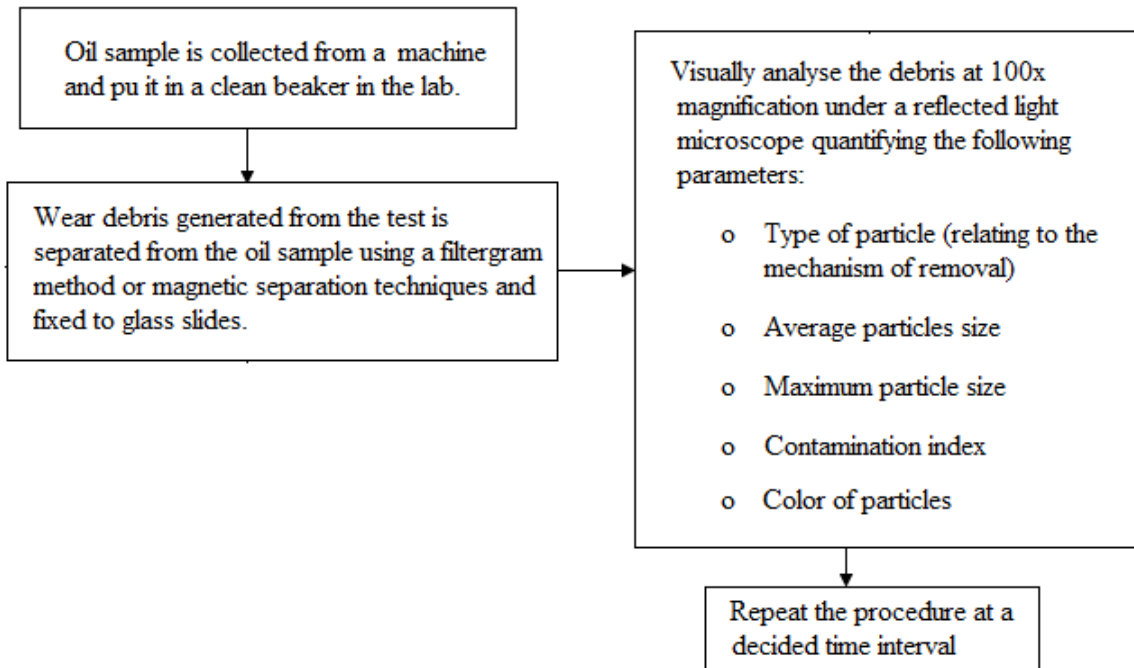 Oil sample is collected from a machine
and pu it in a clean beaker in the lab.
Wear debris generated from the test is
separated from the oil sample using a filtergram
method or magnetic separation techniques and
fixed to glass slides.
Visually analyse the debris at 100x
magnification under a reflected light
microscope quantifying the following
parameters:
o Type of particle (relating to the
mechanism of removal)
o Average particles size
o Maximum particle size
o Contamination index
o Color of particles
Repeat the procedure at a
decided time interval